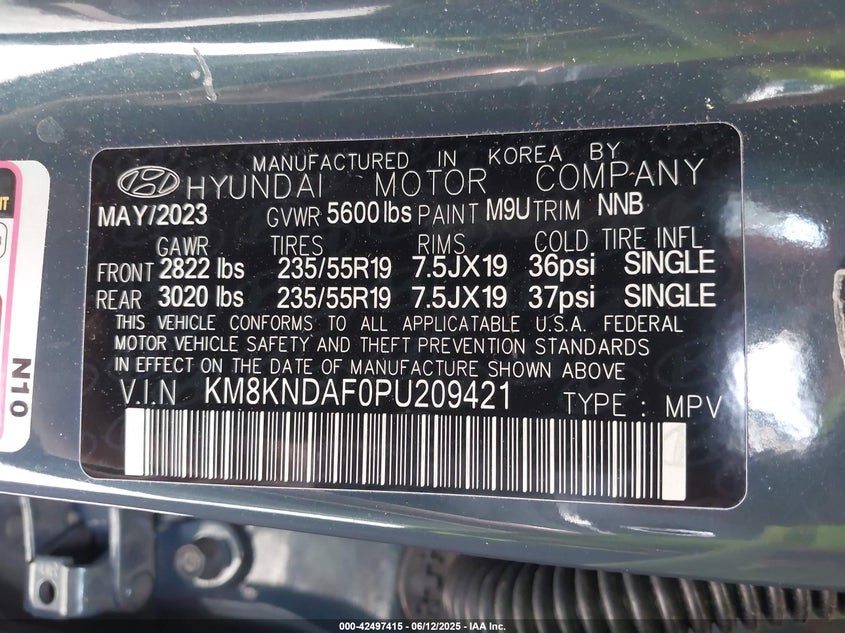 MANUFACTURED IN KOREA BY
HYUNDAI MOTOR COMPANY
MAY/2023 GVWR 5600 lbs PAINT M9U TRIM NNB
GAWR TIRES RIMS COLD TIRE INFL
FRONT 2822 lbs 235/55R19 7.5JX19 36psi SINGLE
REAR 3020 lbs 235/55R19 7.5JX19 37psi SINGLE
THIS VEHICLE CONFORMS TO ALL APPLICATABLE U.S.A. FEDERAL
MOTOR VEHICLE SAFETY AND THEFT PREVENTION STANDARDS
IN EFFECT ON THE DATE OF MANUFACTURE SHOWN ABOVE
V.I.N KM8KNDAF0PU209421 TYPE : MPV
N10
000-42497415 - 06/12/2025 - IAA Inc.